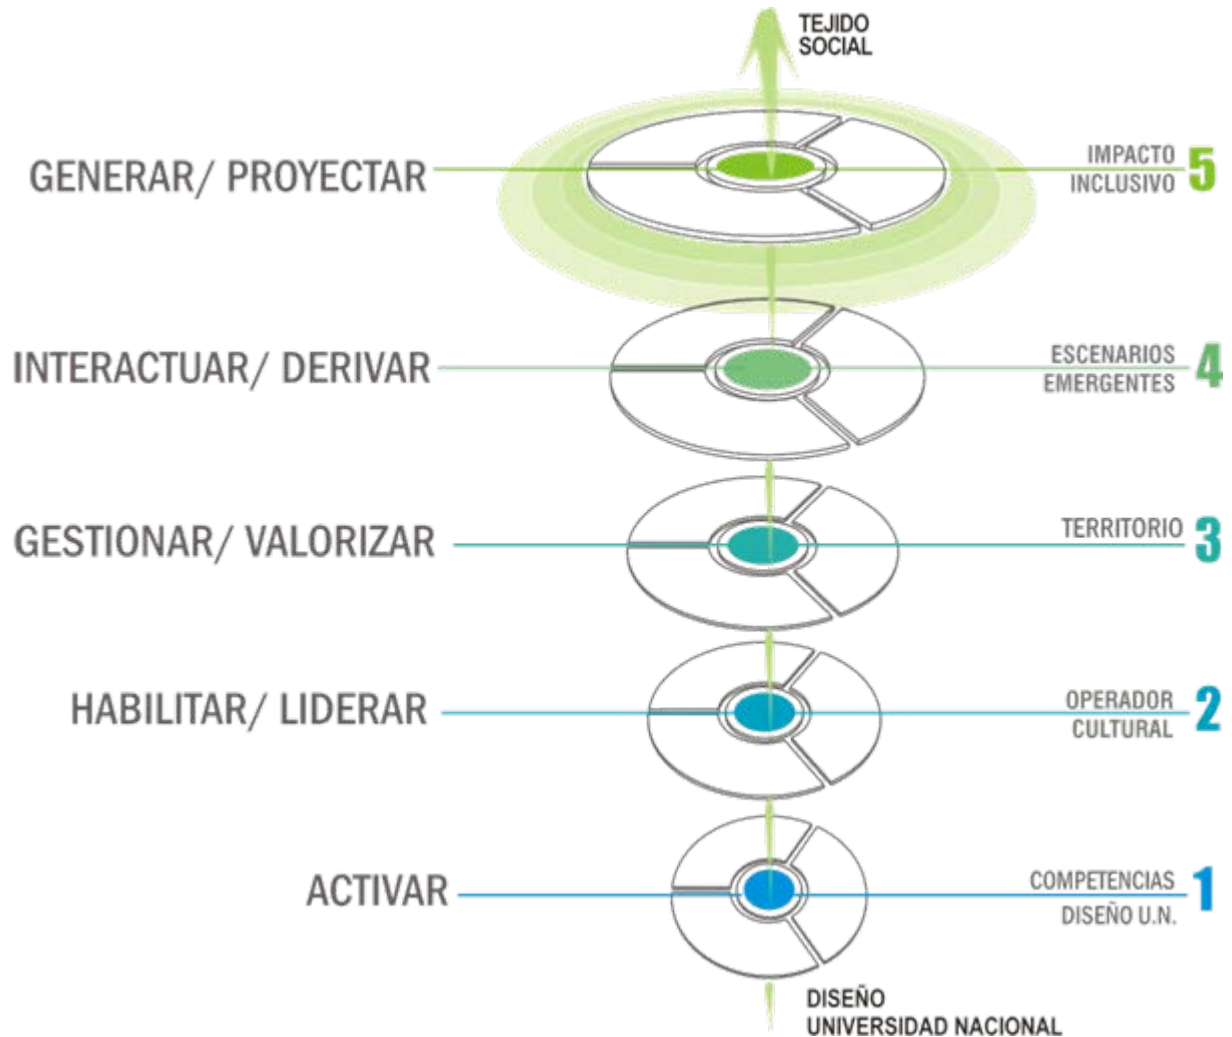 TEJIDO
SOCIAL
GENERAR/ PROYECTAR
IMPACTO
INCLUSIVO
5
INTERACTUAR/ DERIVAR
ESCENARIOS
EMERGENTES
4
GESTIONAR/ VALORIZAR
TERRITORIO
3
HABILITAR/ LIDERAR
OPERADOR
CULTURAL
2
ACTIVAR
COMPETENCIAS
DISEÑO U.N.
1
DISEÑO
UNIVERSIDAD NACIONAL